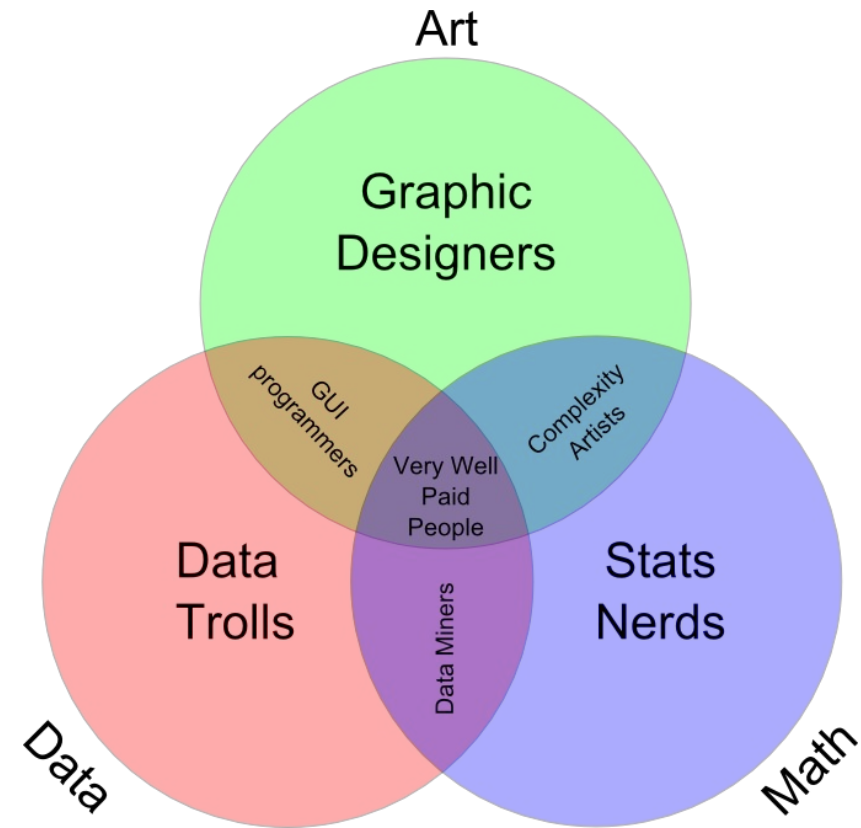 Art
Graphic
Designers
GUI
programmers
Complexity
Artists
Very Well
Paid
People
Data
Trolls
Stats
Nerds
Data Miners
Data
Math